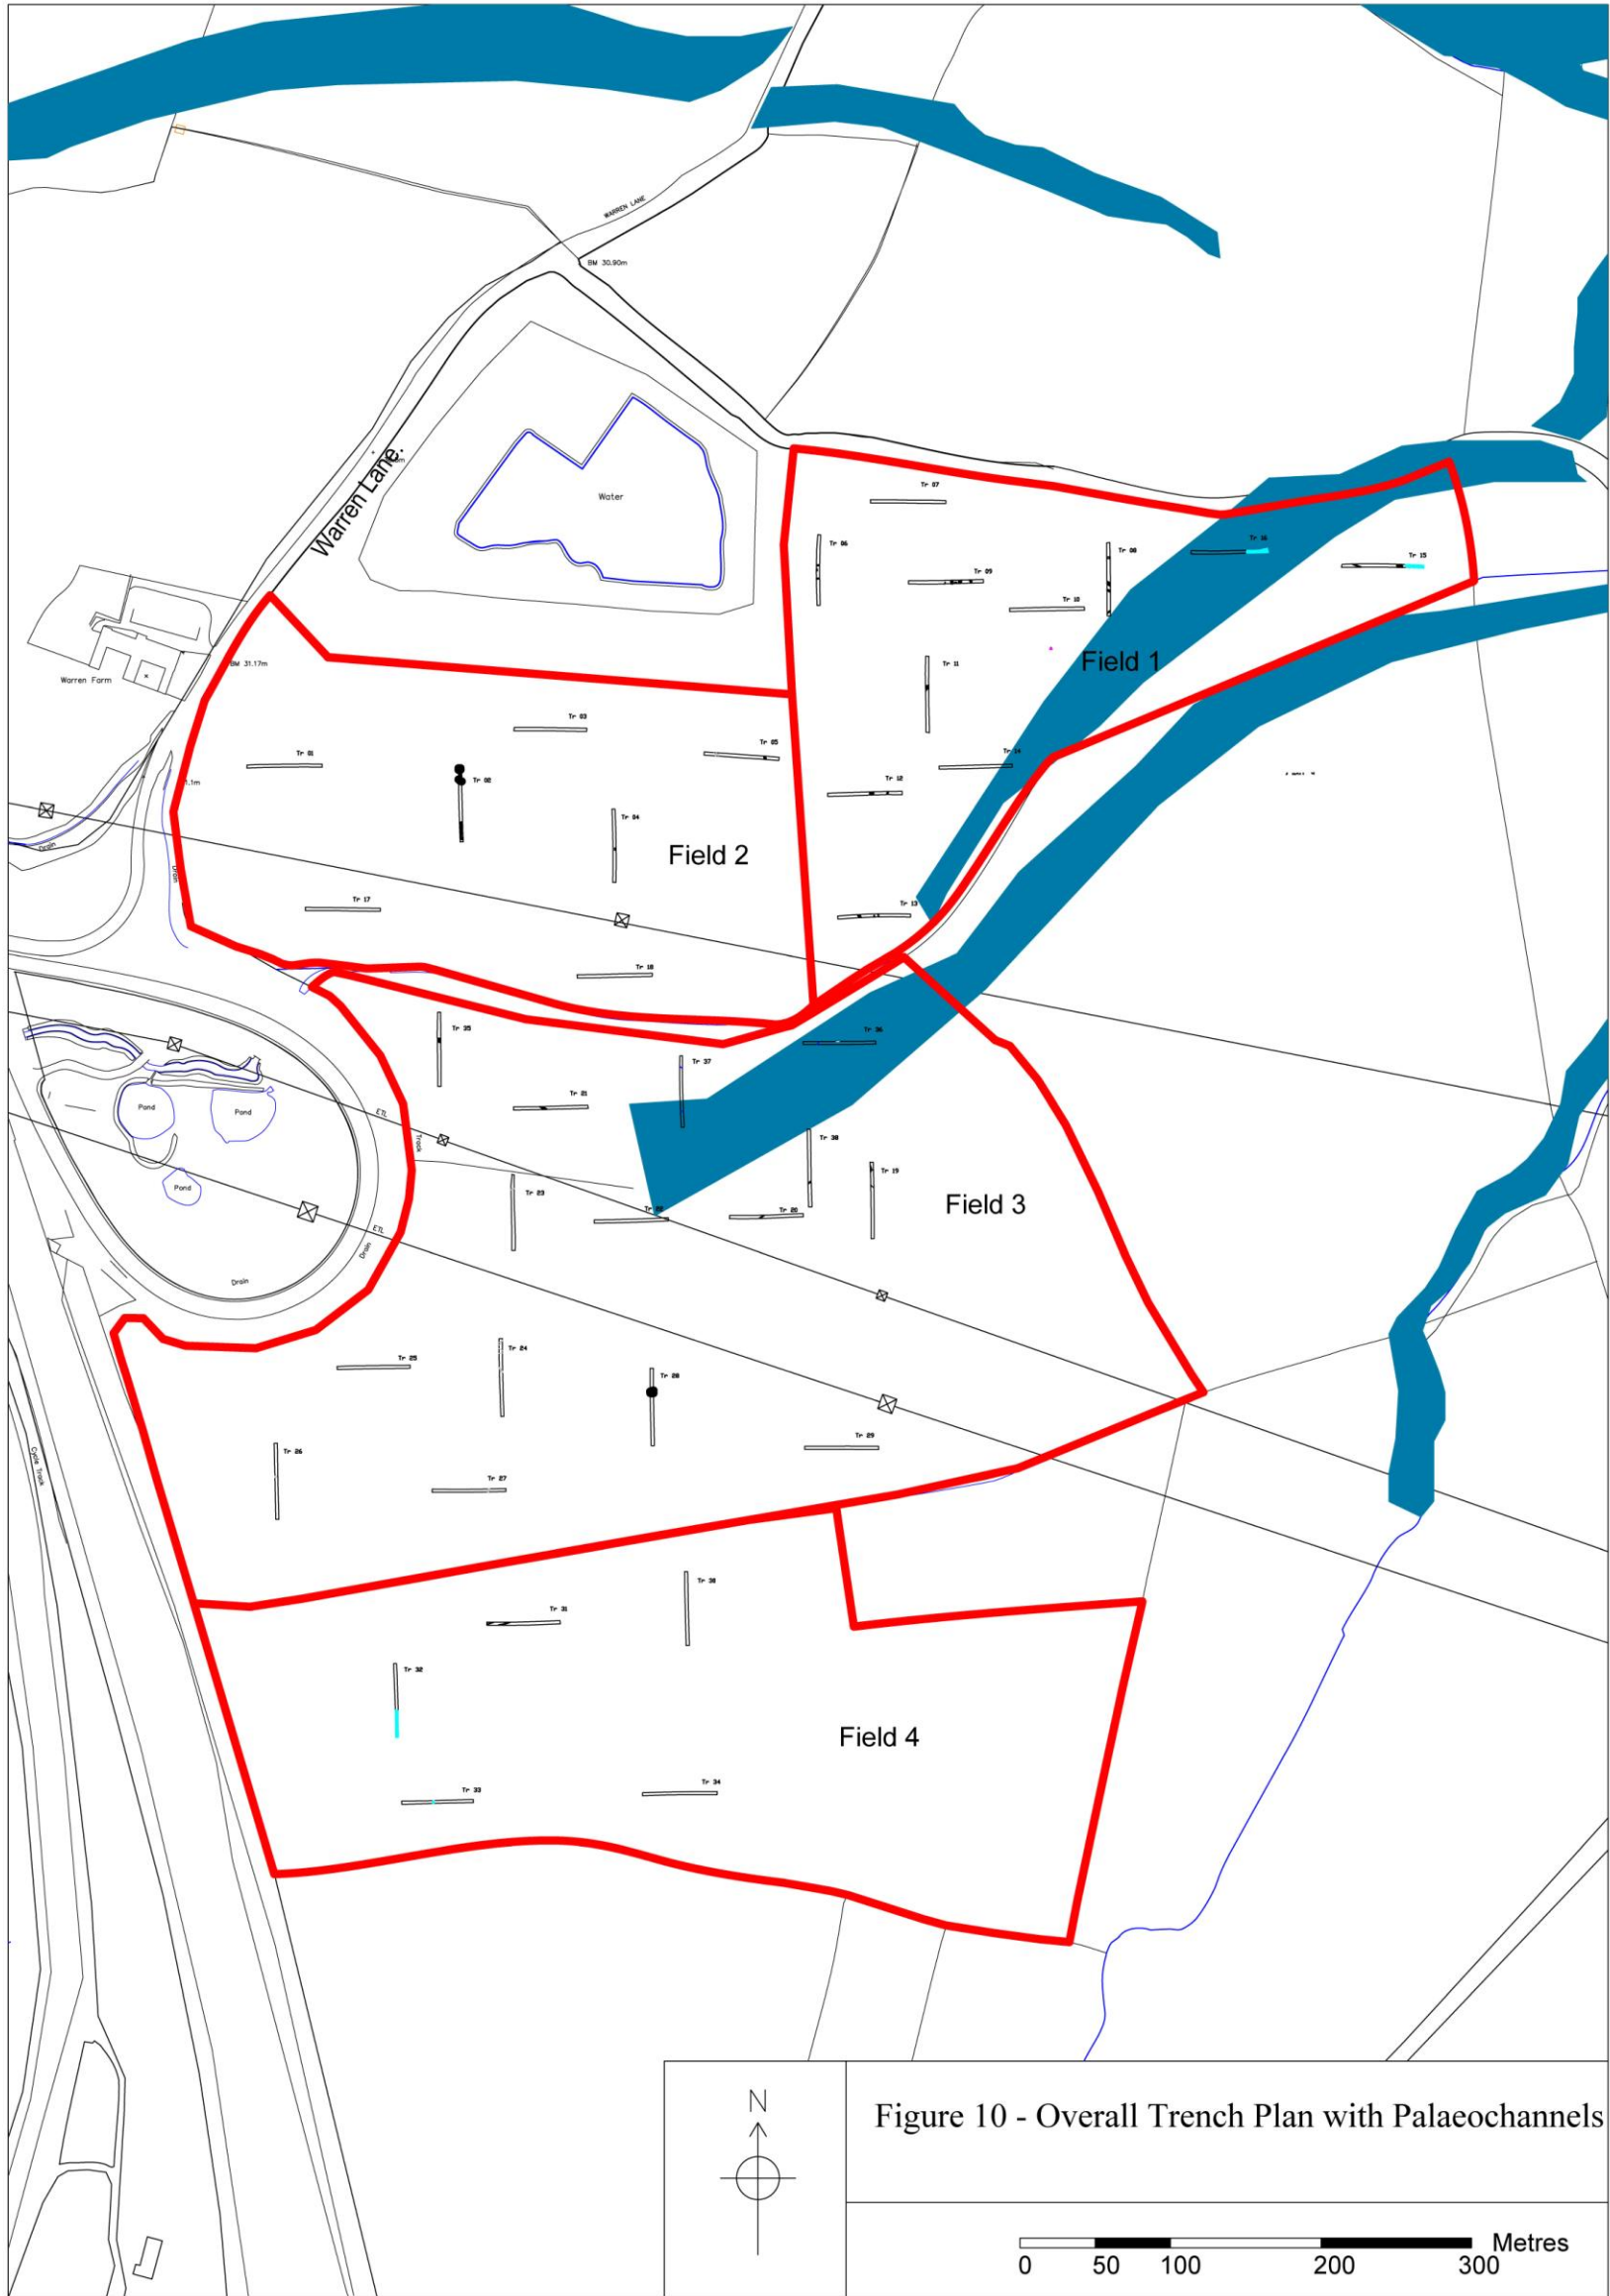 WARREN LANE
BM 30.90m
Warren Lane.
Water
Tr 07
Tr 06
Tr 08
Tr 16
Tr 15
Tr 09
Tr 10
Field 1
Tr 11
BM 31.17m
Warren Farm
Tr 03
Tr 05
Tr 14
Tr 01
Tr 02
Tr 12
Tr 04
Drain
Field 2
Drain
Tr 17
Tr 13
Tr 18
Tr 35
Tr 36
Tr 37
Tr 21
Pond
Pond
ETL
Track
Tr 19
Pond
Tr 23
Field 3
Tr 20
ETL
Drain
Drain
Tr 24
Tr 25
Tr 28
Tr 29
Cycle Track
Tr 26
Tr 27
Tr 31
Tr 32
Field 4
Tr 34
Tr 33
N
Figure 10 - Overall Trench Plan with Palaeochannels
Metres
0 50 100 200 300